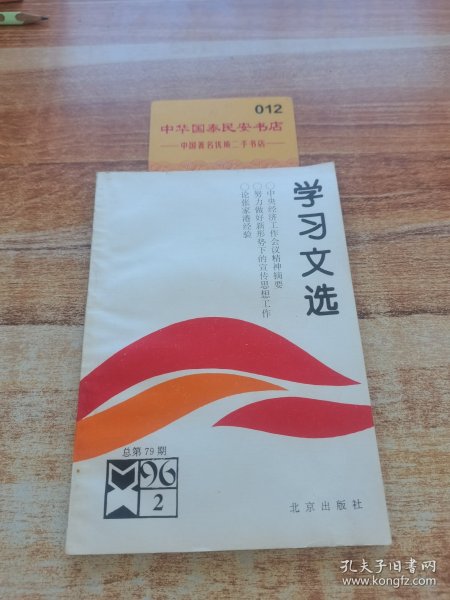 012
中华国泰民安书店
中国著名优质二手书店
学习文选
○中央经济工作会议精神摘要
○努力做好新形势下的宣传思想工作
○论张家港经验
总第79期
96
2
北京出版社
孔夫子旧书网
www.kongfz.com